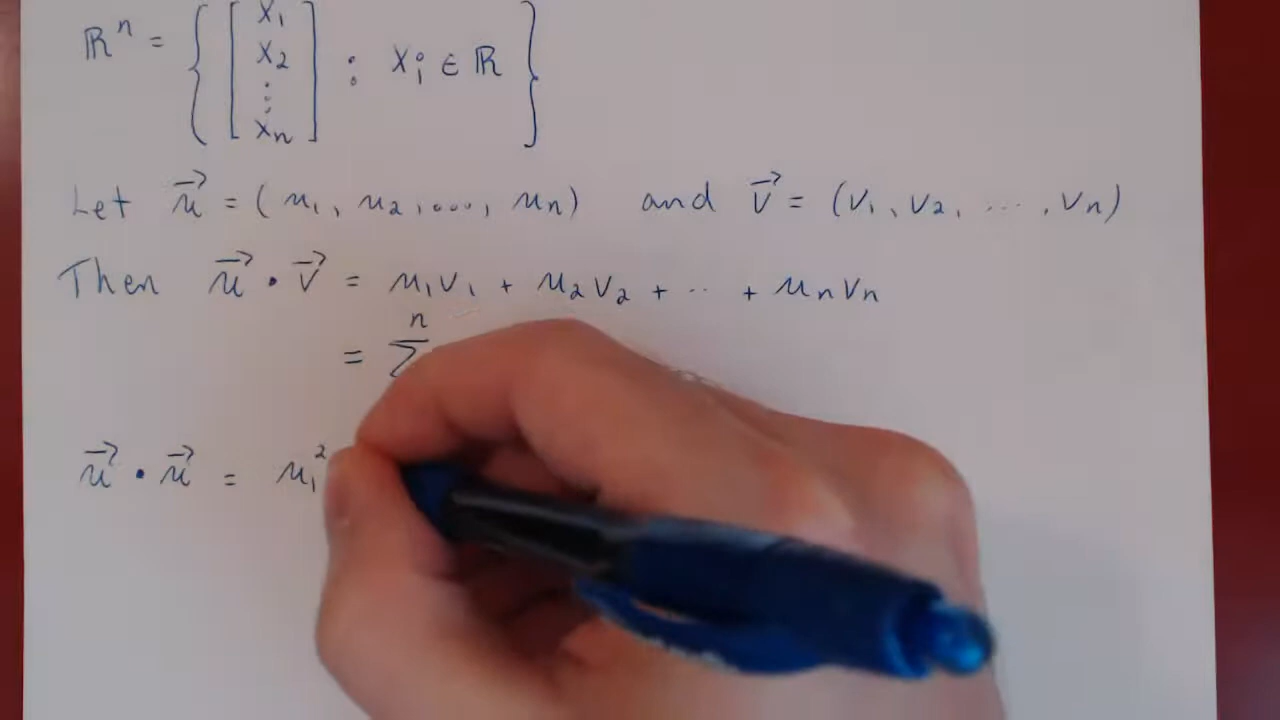 ℝⁿ = { [ x₁ x₂ ⋮ xₙ ] : xᵢ ∈ ℝ }
Let u⃗ = (u₁, u₂, ..., uₙ) and v⃗ = (v₁, v₂, ..., vₙ)
Then u⃗ · v⃗ = u₁v₁ + u₂v₂ + ·· + uₙvₙ
= Σⁿ
u⃗ · u⃗ = u₁²